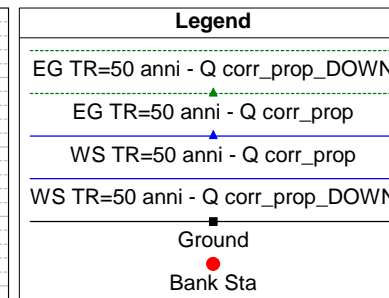 Legend
EG TR=50 anni - Q corr_prop_DOWN
EG TR=50 anni - Q corr_prop
WS TR=50 anni - Q corr_prop
WS TR=50 anni - Q corr_prop_DOWN
Ground
Bank Sta